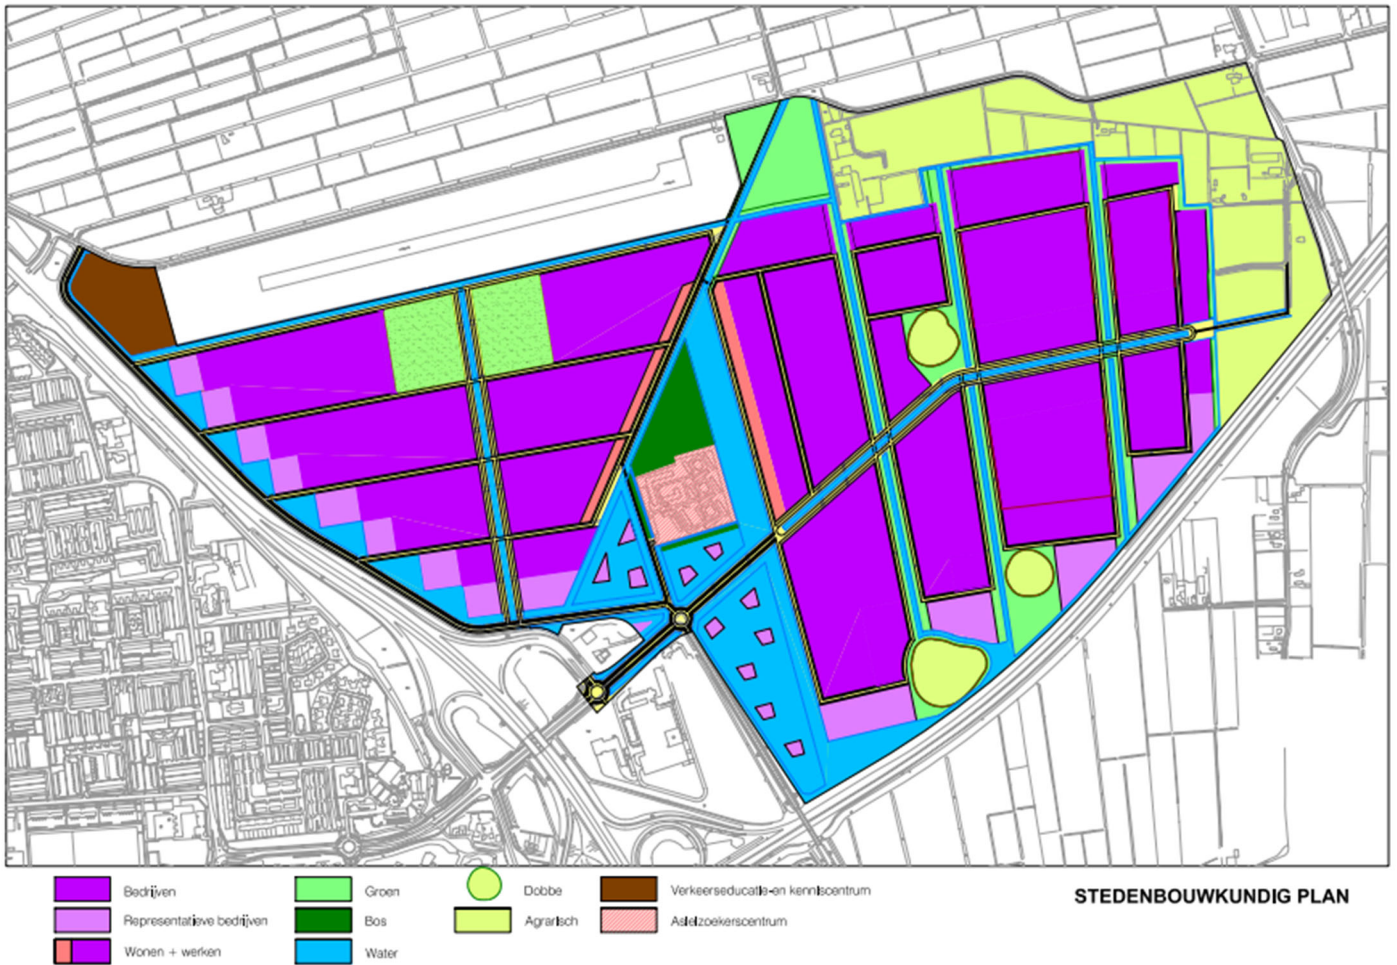 Bedrijven
Representatieve bedrijven
Wonen + werken
Groen
Bos
Water
Dobbe
Agrarisch
Verkeerseducatie-en kenniscentrum
Asielzoekerscentrum
STEDENBOUWKUNDIG PLAN